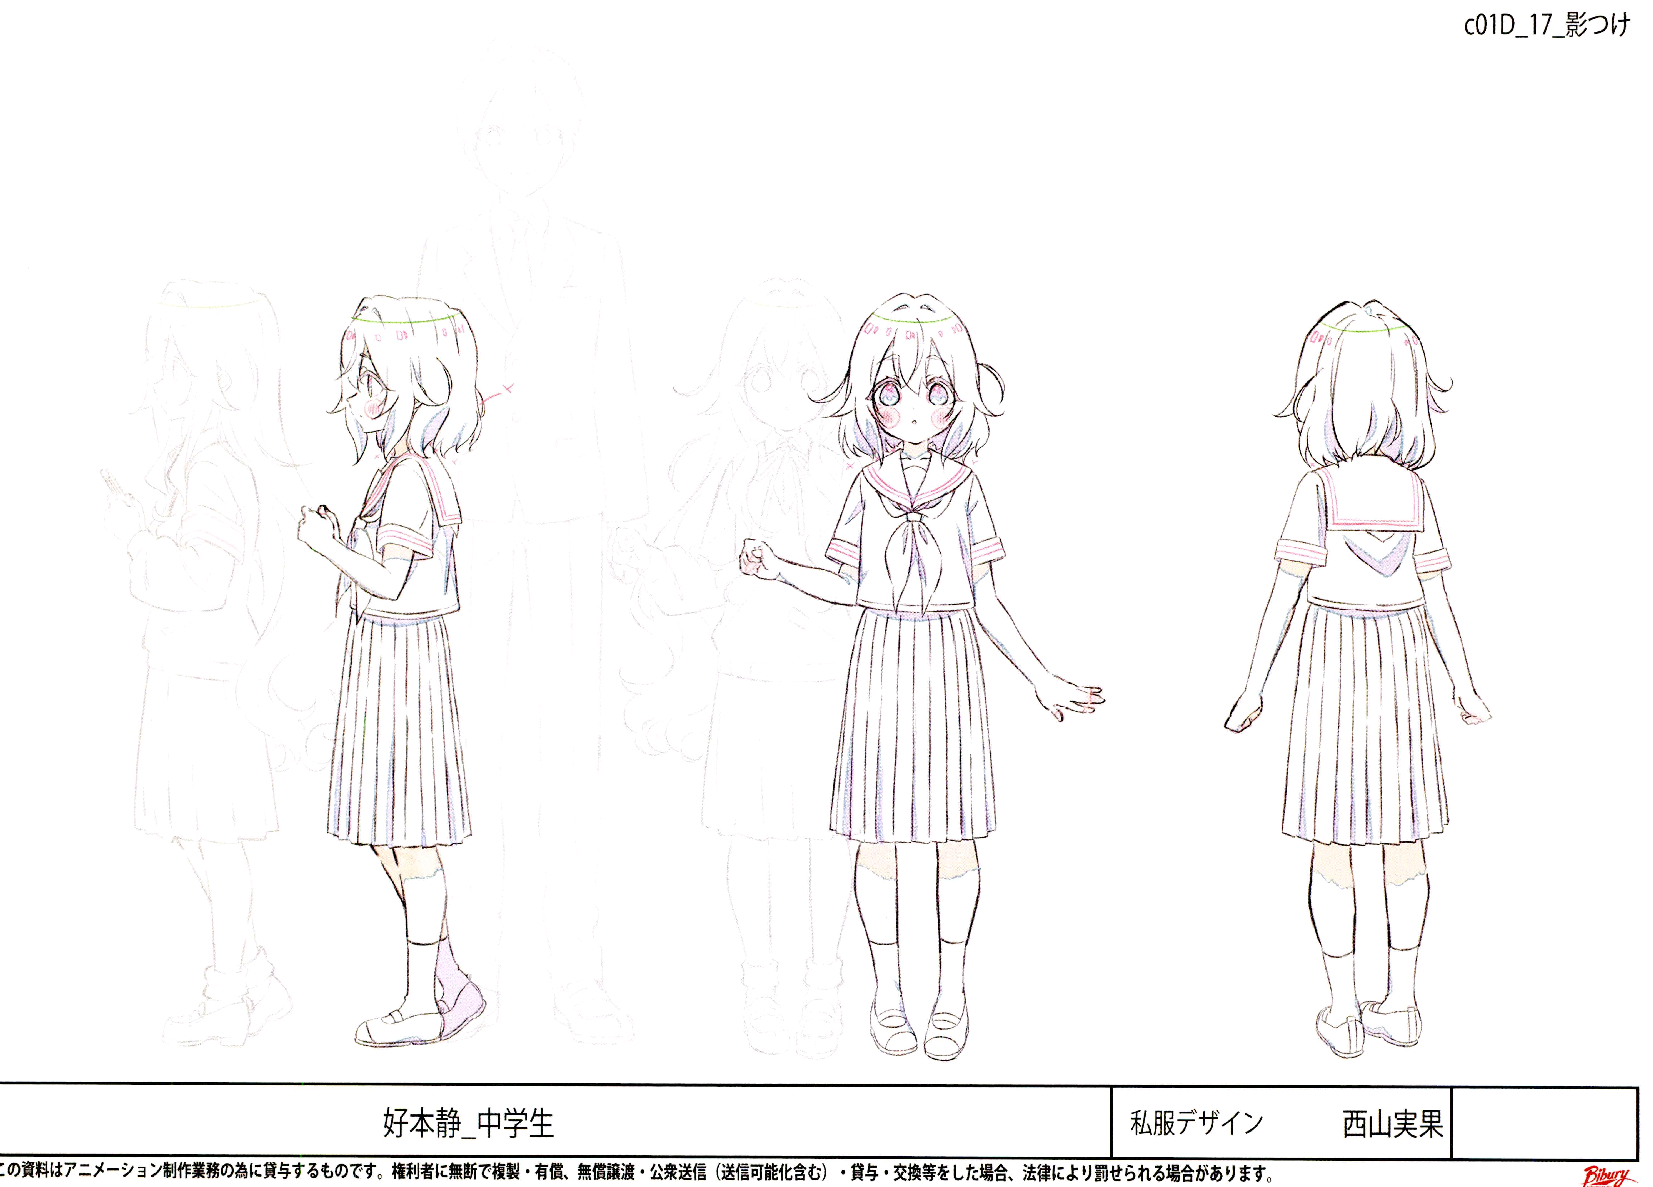 c01D_17_影つけ
好本静_中学生
私服デザイン 西山実果
この資料はアニメーション制作業務の為に貸与するものです。権利者に無断で複製・有償、無償譲渡・公衆送信（送信可能化含む）・貸与・交換等をした場合、法律により罰せられる場合があります。
Bibury